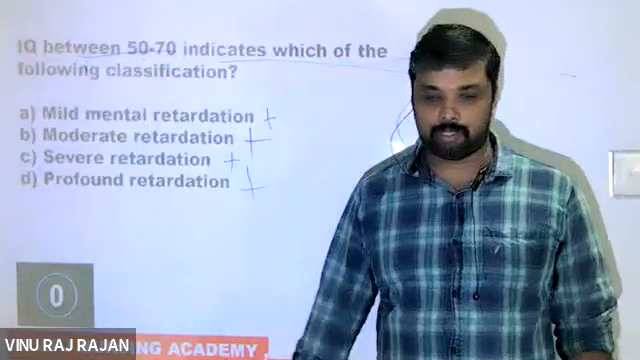 IQ between 50-70 indicates which of the
following classification?
a) Mild mental retardation +
b) Moderate retardation +
c) Severe retardation +
d) Profound retardation +
0
VINU RAJ RAJAN
NG ACADEMY